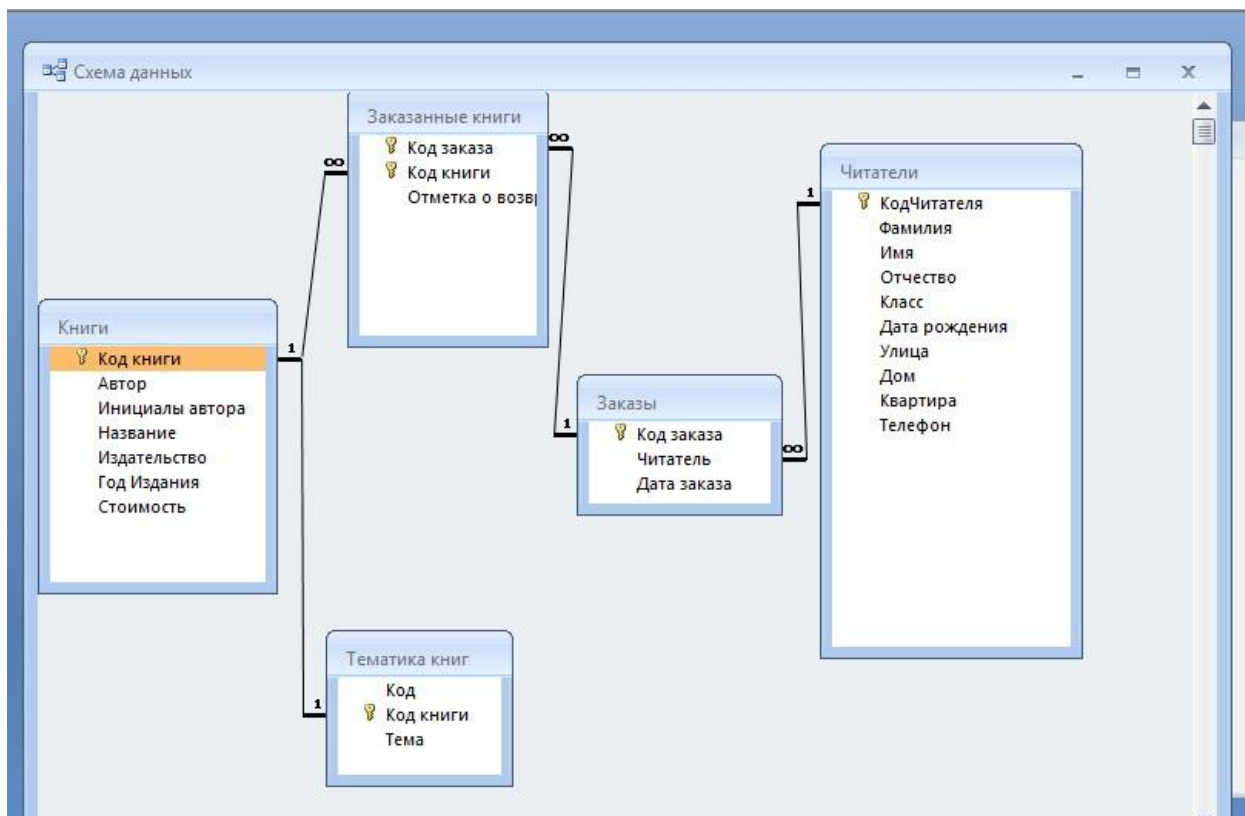 Схема данных
Заказанные книги
Код заказа
Код книги
Отметка о возв
∞
∞
Читатели
КодЧитателя
Фамилия
Имя
Отчество
Класс
Дата рождения
Улица
Дом
Квартира
Телефон
1
Книги
Код книги
Автор
Инициалы автора
Название
Издательство
Год Издания
Стоимость
1
Заказы
Код заказа
Читатель
Дата заказа
1
∞
Тематика книг
Код
Код книги
Тема
1